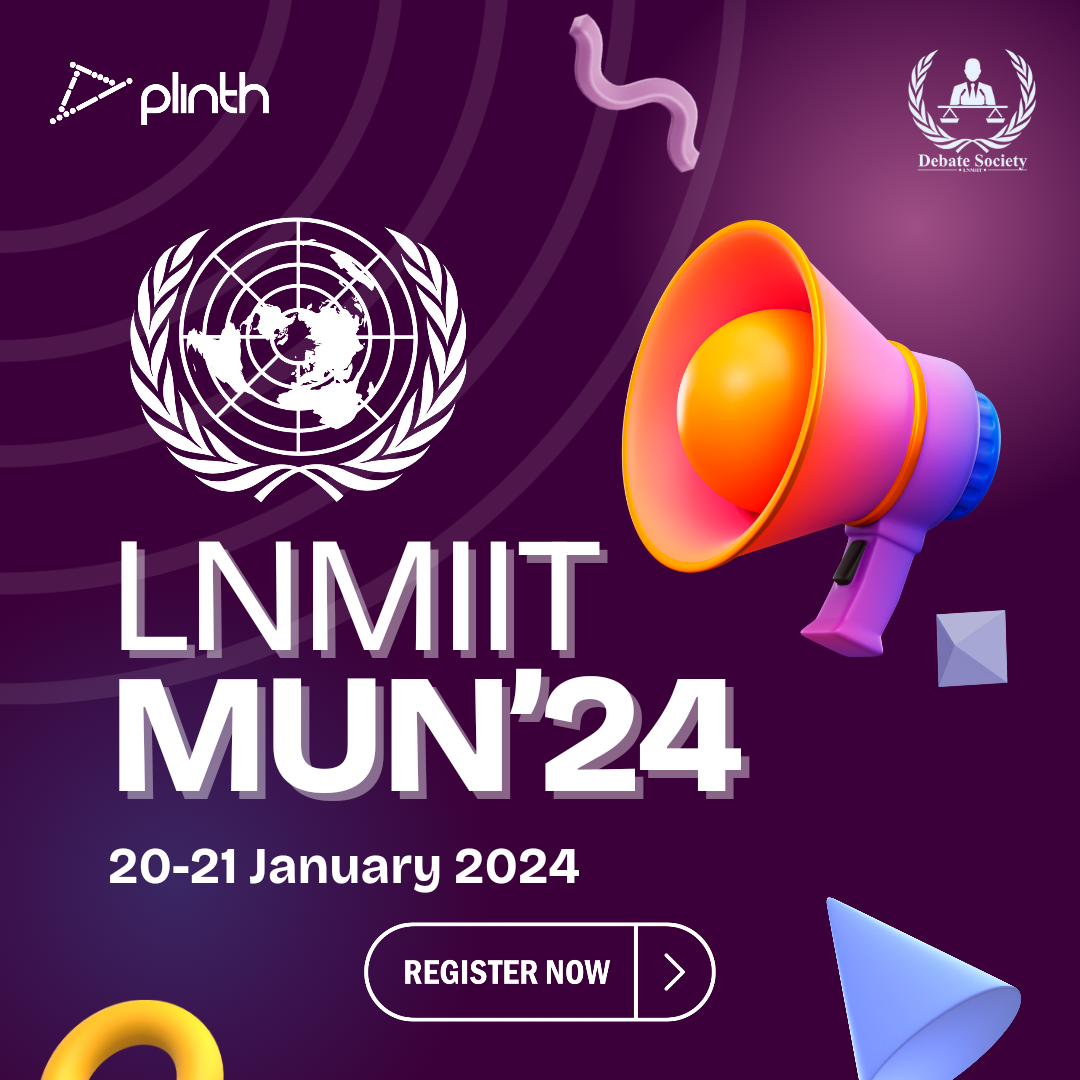 plinth
Debate Society
• LNMIIT •
LNMIIT
MUN'24
20-21 January 2024
REGISTER NOW